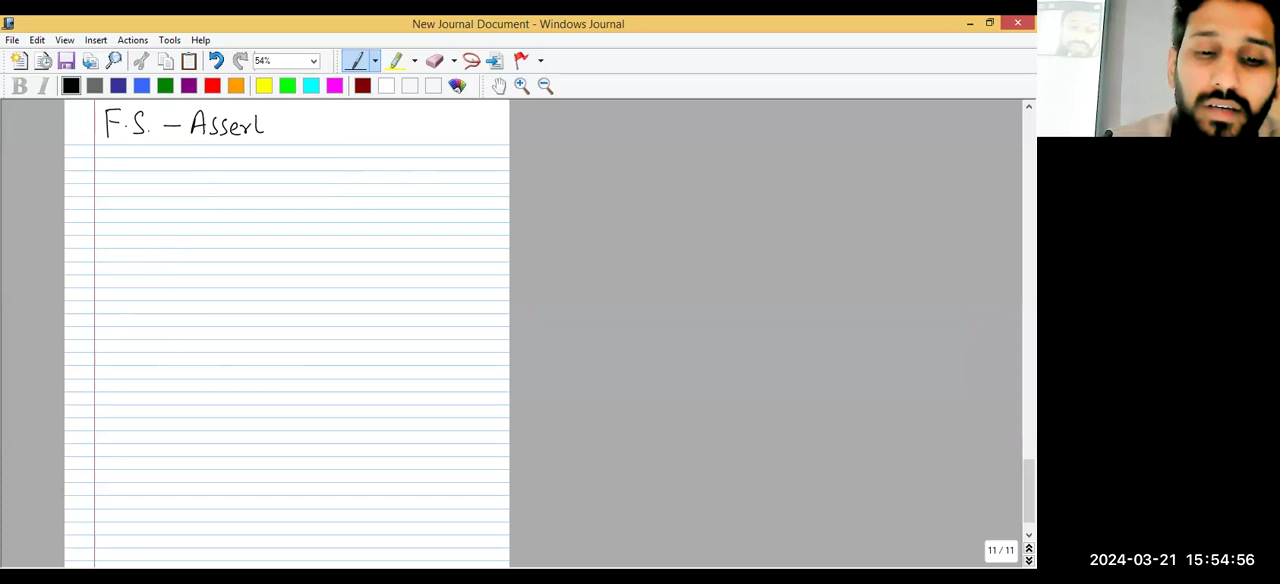 New Journal Document - Windows Journal
File Edit View Insert Actions Tools Help
54%
B I
F.S. - Assert
11 / 11
2024-03-21 15:54:56